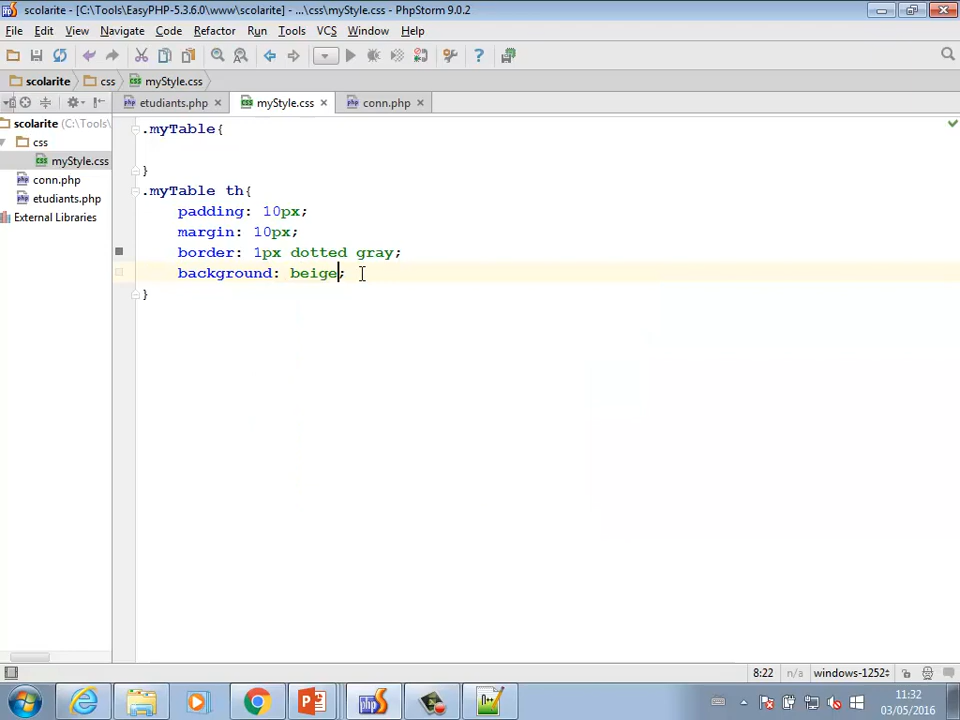 scolarite - [C:\Tools\EasyPHP-5.3.6.0\www\scolarite] - ...\css\myStyle.css - PhpStorm 9.0.2
File Edit View Navigate Code Refactor Run Tools VCS Window Help
scolarite css myStyle.css
etudiants.php myStyle.css conn.php
scolarite (C:\Tools\
css
myStyle.css
conn.php
etudiants.php
External Libraries
.myTable{
}
.myTable th{
padding: 10px;
margin: 10px;
border: 1px dotted gray;
background: beige;
}
8:22 n/a windows-1252
11:32
03/05/2016